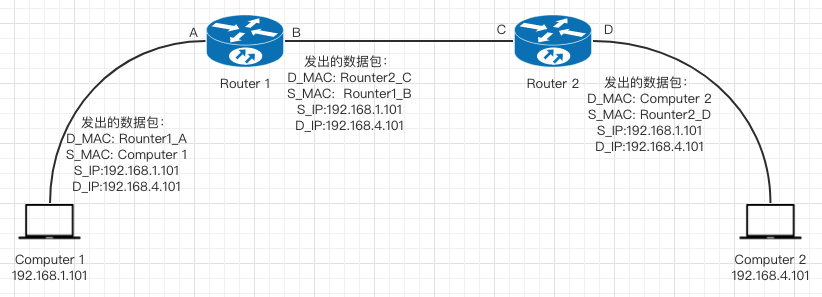 A
B
C
D
Router 1
Router 2
发出的数据包：
D_MAC: Rounter2_C
S_MAC: Rounter1_B
S_IP:192.168.1.101
D_IP:192.168.4.101
发出的数据包：
D_MAC: Computer 2
S_MAC: Rounter2_D
S_IP:192.168.1.101
D_IP:192.168.4.101
发出的数据包：
D_MAC: Rounter1_A
S_MAC: Computer 1
S_IP:192.168.1.101
D_IP:192.168.4.101
Computer 1
192.168.1.101
Computer 2
192.168.4.101